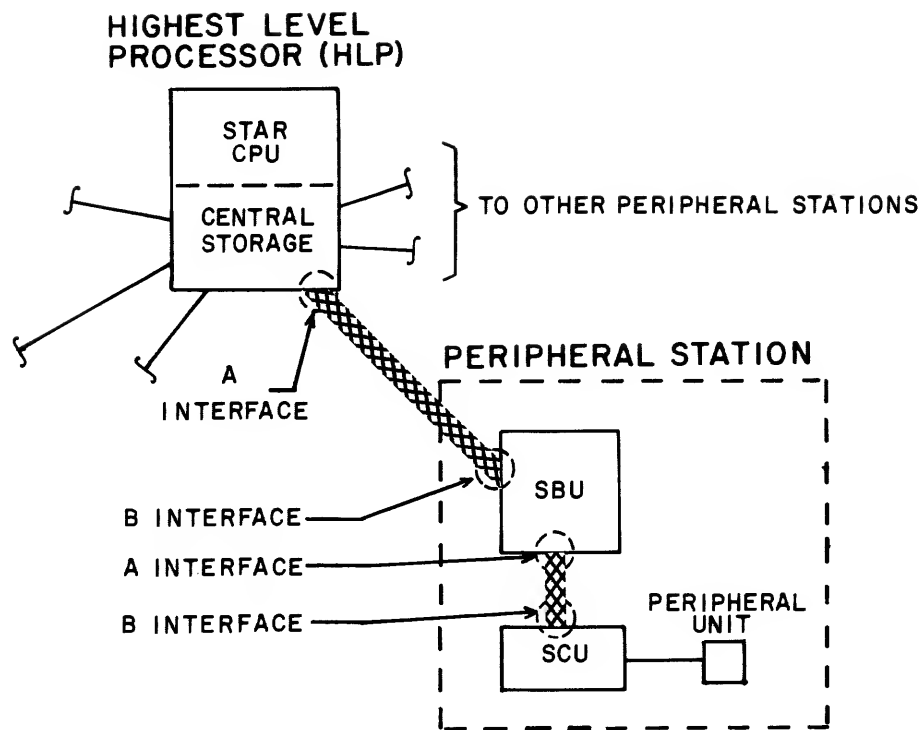 HIGHEST LEVEL
PROCESSOR (HLP)
STAR
CPU
CENTRAL
STORAGE
TO OTHER PERIPHERAL STATIONS
A
INTERFACE
PERIPHERAL STATION
SBU
B INTERFACE
A INTERFACE
B INTERFACE
PERIPHERAL
UNIT
SCU